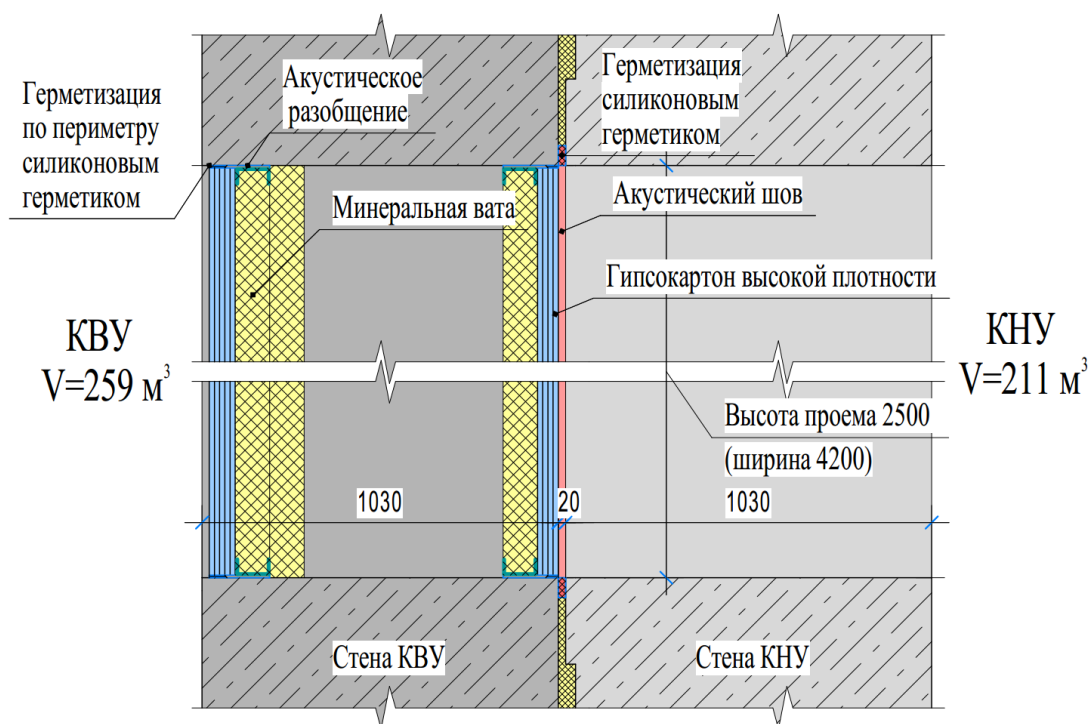 Герметизация
по периметру
силиконовым
герметиком
Акустическое
разобщение
Герметизация
силиконовым
герметиком
Минеральная вата
Акустический шов
Гипсокартон высокой плотности
КВУ
V=259 м³
КНУ
V=211 м³
Высота проема 2500
(ширина 4200)
1030
20
1030
Стена КВУ
Стена КНУ